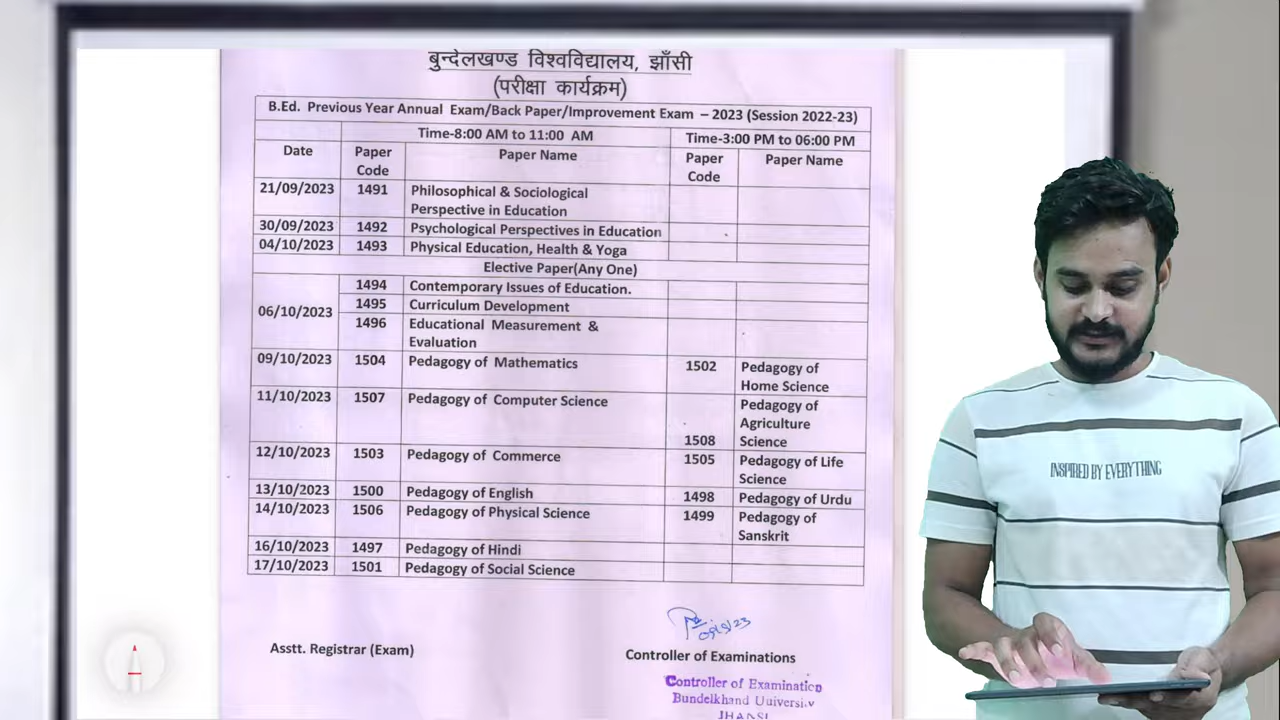 बुन्देलखण्ड विश्वविद्यालय, झाँसी
(परीक्षा कार्यक्रम)
B.Ed. Previous Year Annual Exam/Back Paper/Improvement Exam – 2023 (Session 2022-23)
Time-8:00 AM to 11:00 AM Time-3:00 PM to 06:00 PM
Date Paper Code Paper Name Paper Code Paper Name
21/09/2023 1491 Philosophical & Sociological
Perspective in Education
30/09/2023 1492 Psychological Perspectives in Education
04/10/2023 1493 Physical Education, Health & Yoga
Elective Paper(Any One)
06/10/2023 1494 Contemporary Issues of Education.
1495 Curriculum Development
1496 Educational Measurement &
Evaluation
09/10/2023 1504 Pedagogy of Mathematics 1502 Pedagogy of
Home Science
11/10/2023 1507 Pedagogy of Computer Science 1508 Pedagogy of
Agriculture
Science
12/10/2023 1503 Pedagogy of Commerce 1505 Pedagogy of Life
Science
13/10/2023 1500 Pedagogy of English 1498 Pedagogy of Urdu
14/10/2023 1506 Pedagogy of Physical Science 1499 Pedagogy of
Sanskrit
16/10/2023 1497 Pedagogy of Hindi
17/10/2023 1501 Pedagogy of Social Science
Asstt. Registrar (Exam)
Controller of Examinations
Controller of Examination
Bundelkhand University
JHANSI
INSPIRED BY EVERYTHING